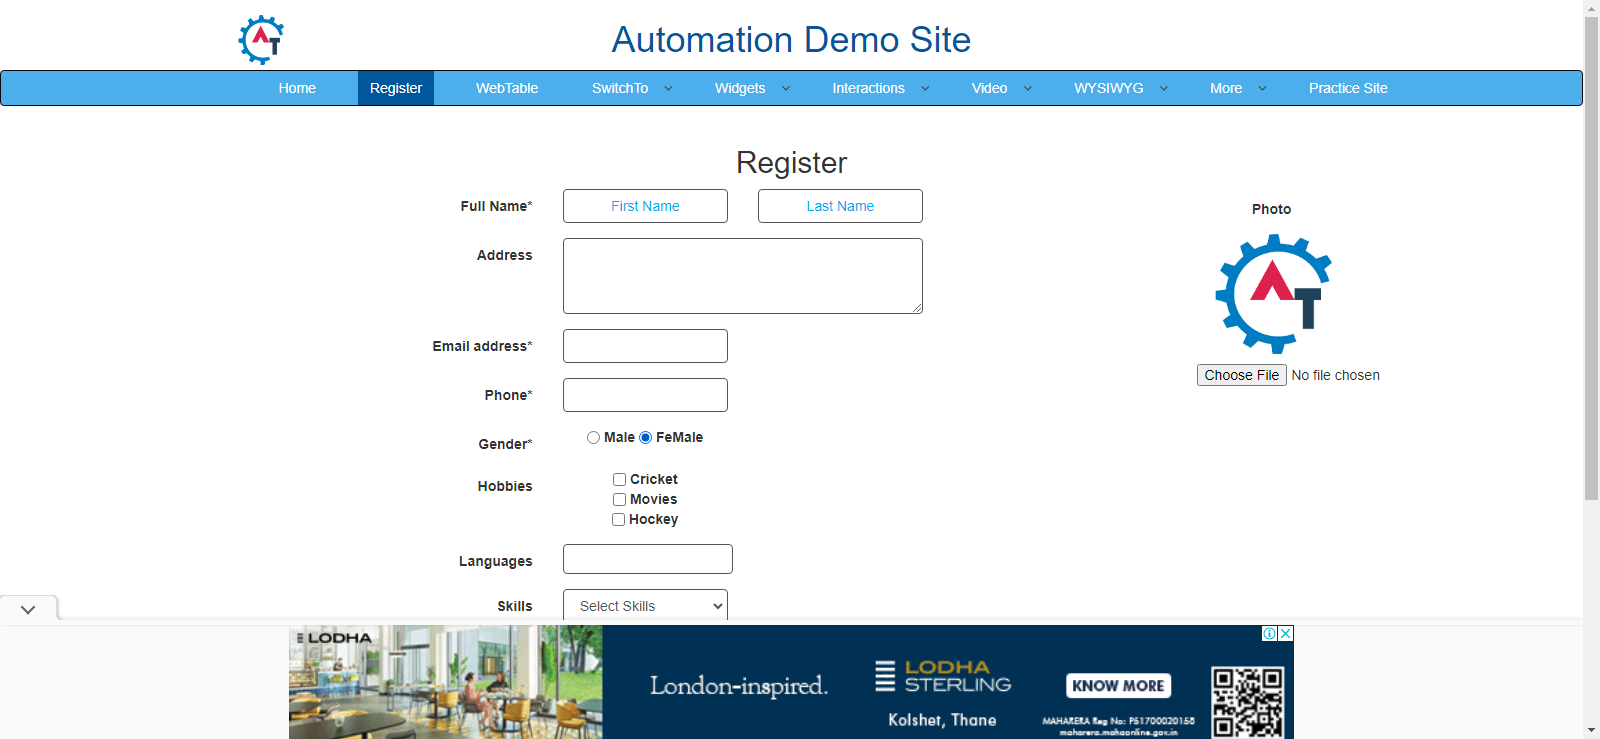 AT
Automation Demo Site
Home Register WebTable SwitchTo Widgets Interactions Video WYSIWYG More Practice Site
Register
Full Name* First Name Last Name
Photo
Address
AT
Email address*
Choose File No file chosen
Phone*
Gender* Male FeMale
Hobbies Cricket
Movies
Hockey
Languages
Skills Select Skills
LODHA
London-inspired.
LODHA
STERLING
Kolshet, Thane
KNOW MORE
MAHARERA Reg No: P51700020158
maharera.mahaonline.gov.in